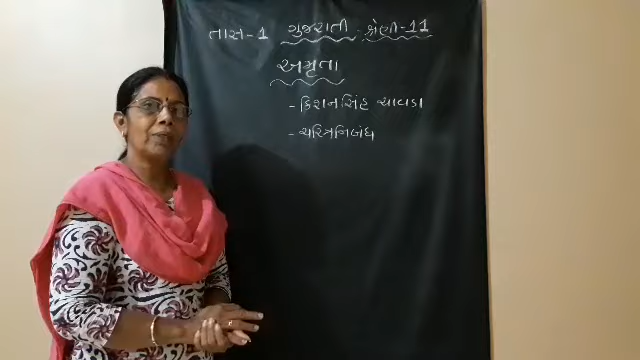 તાસ-1 ગુજરાતી - શ્રેણી-11
અમૃતા
- કિશનસિંહ ચાવડા
- ચરિત્રનિબંધ